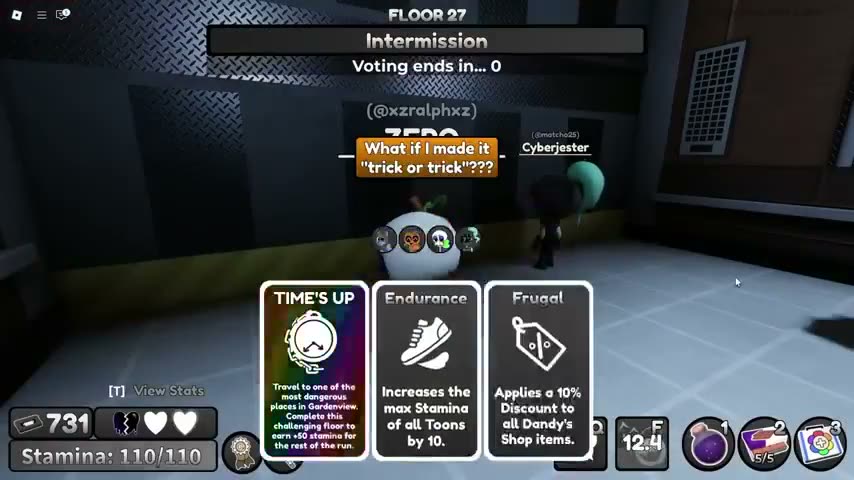 FLOOR 27
Intermission
Voting ends in... 0
(@xzralphxz)
ZERO
What if I made it
"trick or trick"???
(@matcho25)
Cyberjester
TIME'S UP
Travel to one of the
most dangerous
places in Gardenview.
Complete this
challenging floor to
earn +50 stamina for
the rest of the run.
Endurance
Increases the
max Stamina
of all Toons
by 10.
Frugal
Applies a 10%
Discount to
all Dandy's
Shop items.
[T] View Stats
731
Stamina: 110/110
F
12.4
1
2
5/5
3